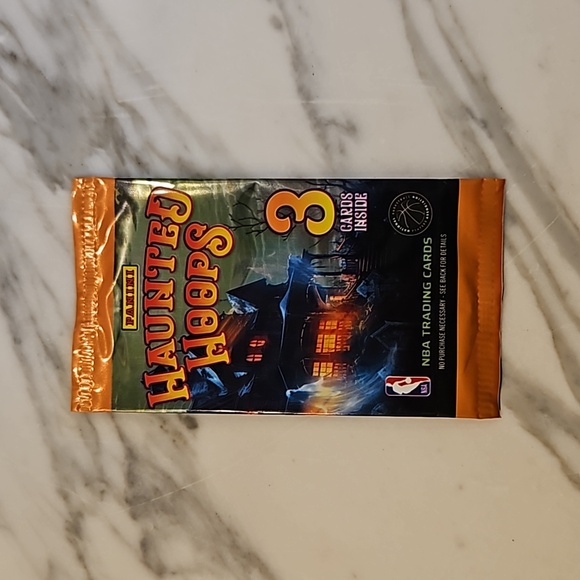 PANINI
HAUNTED
HOOPS
3
CARDS
INSIDE
NBA TRADING CARDS
NO PURCHASE NECESSARY - SEE BACK FOR DETAILS
NBA